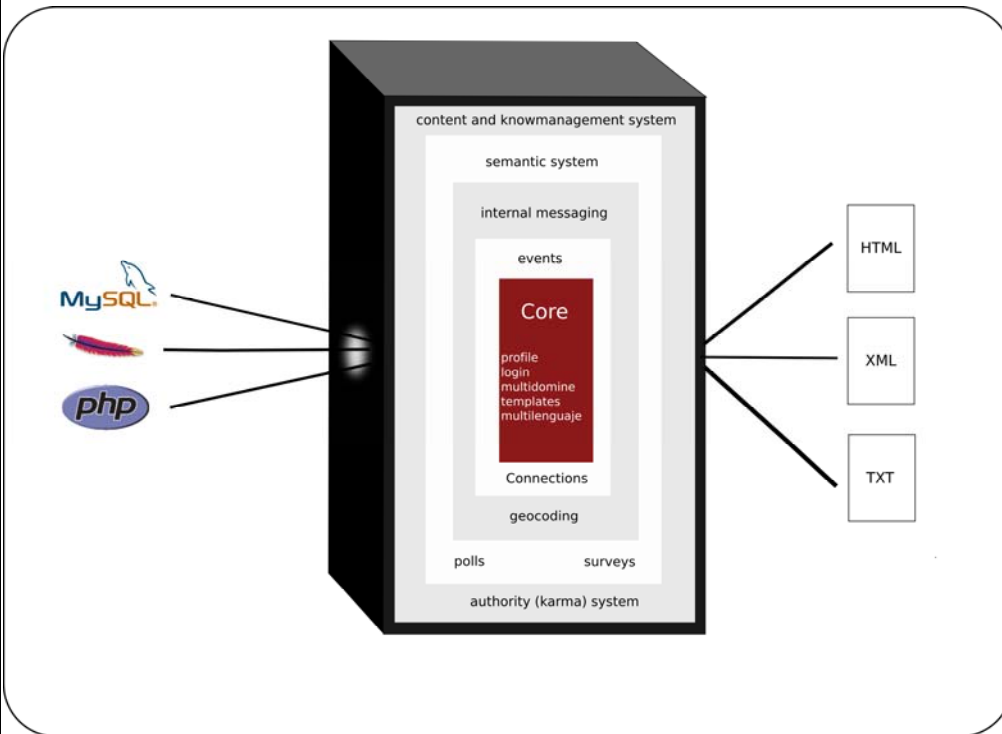 content and knowmanagement system
semantic system
internal messaging
events
Core
profile
login
multidomine
templates
multilenguaje
Connections
geocoding
polls
surveys
authority (karma) system
MySQL®
php
HTML
XML
TXT